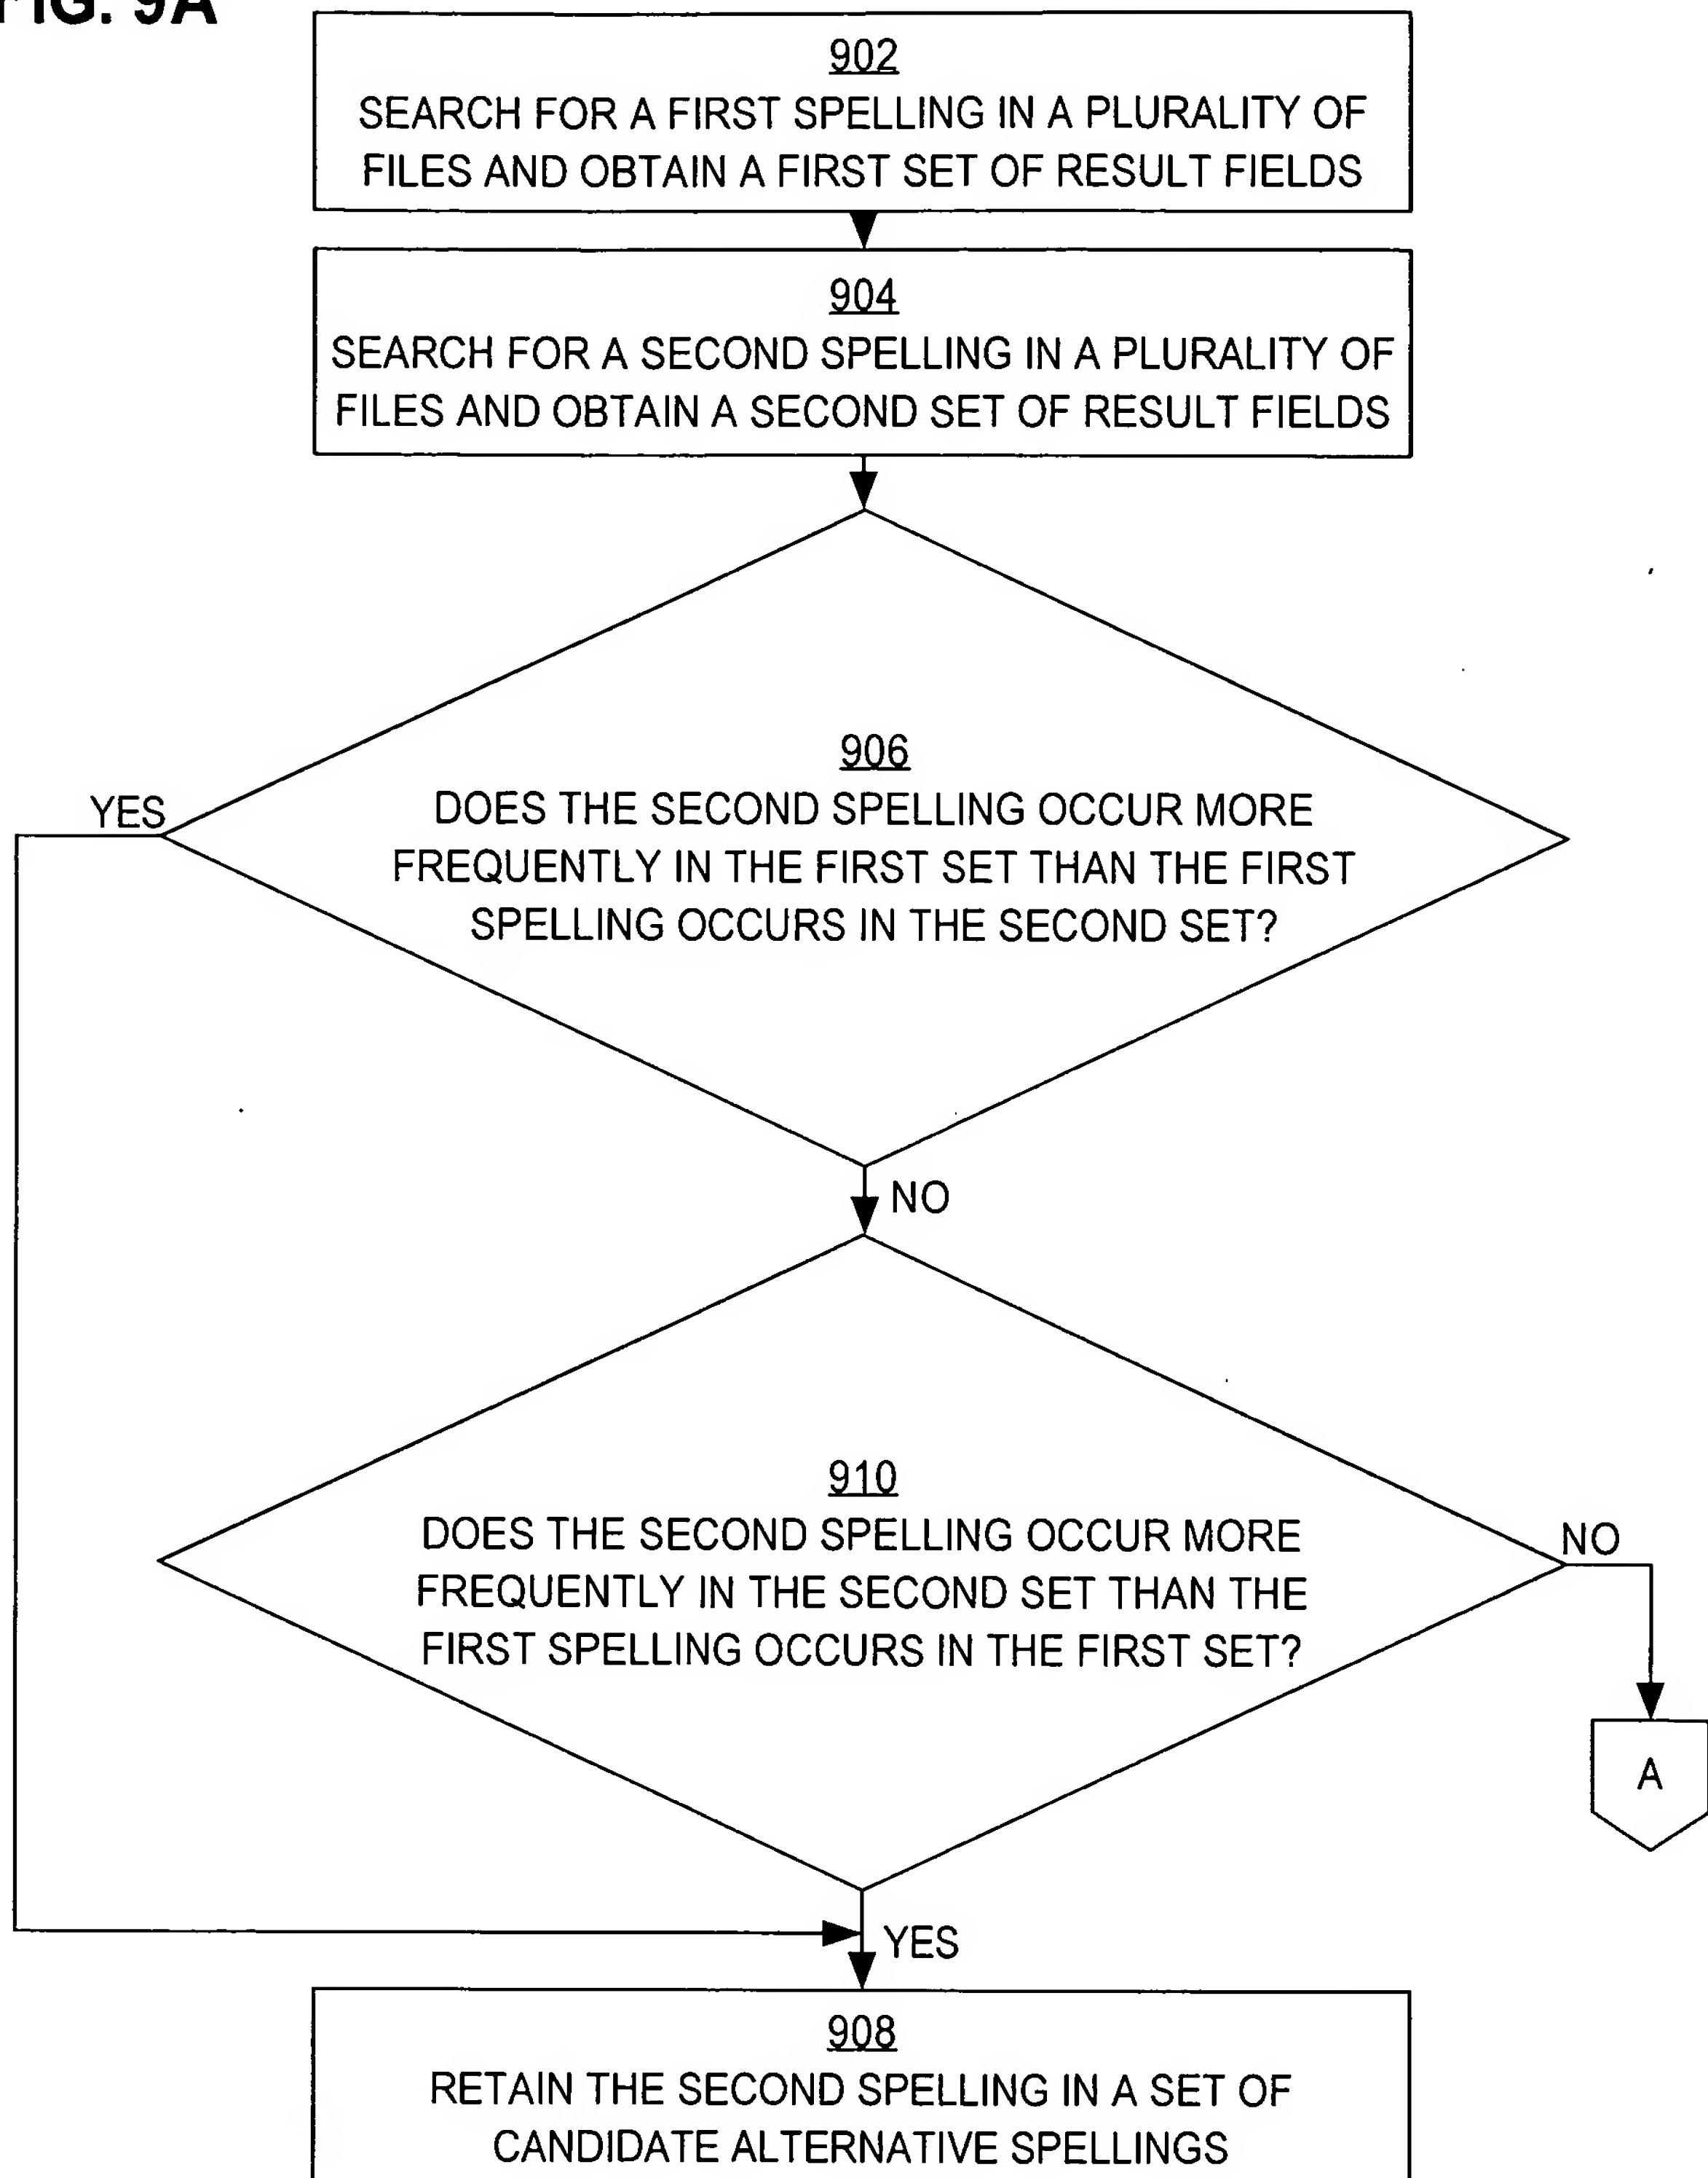 FIG. 9A
902
SEARCH FOR A FIRST SPELLING IN A PLURALITY OF
FILES AND OBTAIN A FIRST SET OF RESULT FIELDS
904
SEARCH FOR A SECOND SPELLING IN A PLURALITY OF
FILES AND OBTAIN A SECOND SET OF RESULT FIELDS
906
YES
DOES THE SECOND SPELLING OCCUR MORE
FREQUENTLY IN THE FIRST SET THAN THE FIRST
SPELLING OCCURS IN THE SECOND SET?
NO
910
DOES THE SECOND SPELLING OCCUR MORE
NO
FREQUENTLY IN THE SECOND SET THAN THE
FIRST SPELLING OCCURS IN THE FIRST SET?
A
YES
908
RETAIN THE SECOND SPELLING IN A SET OF
CANDIDATE ALTERNATIVE SPELLINGS